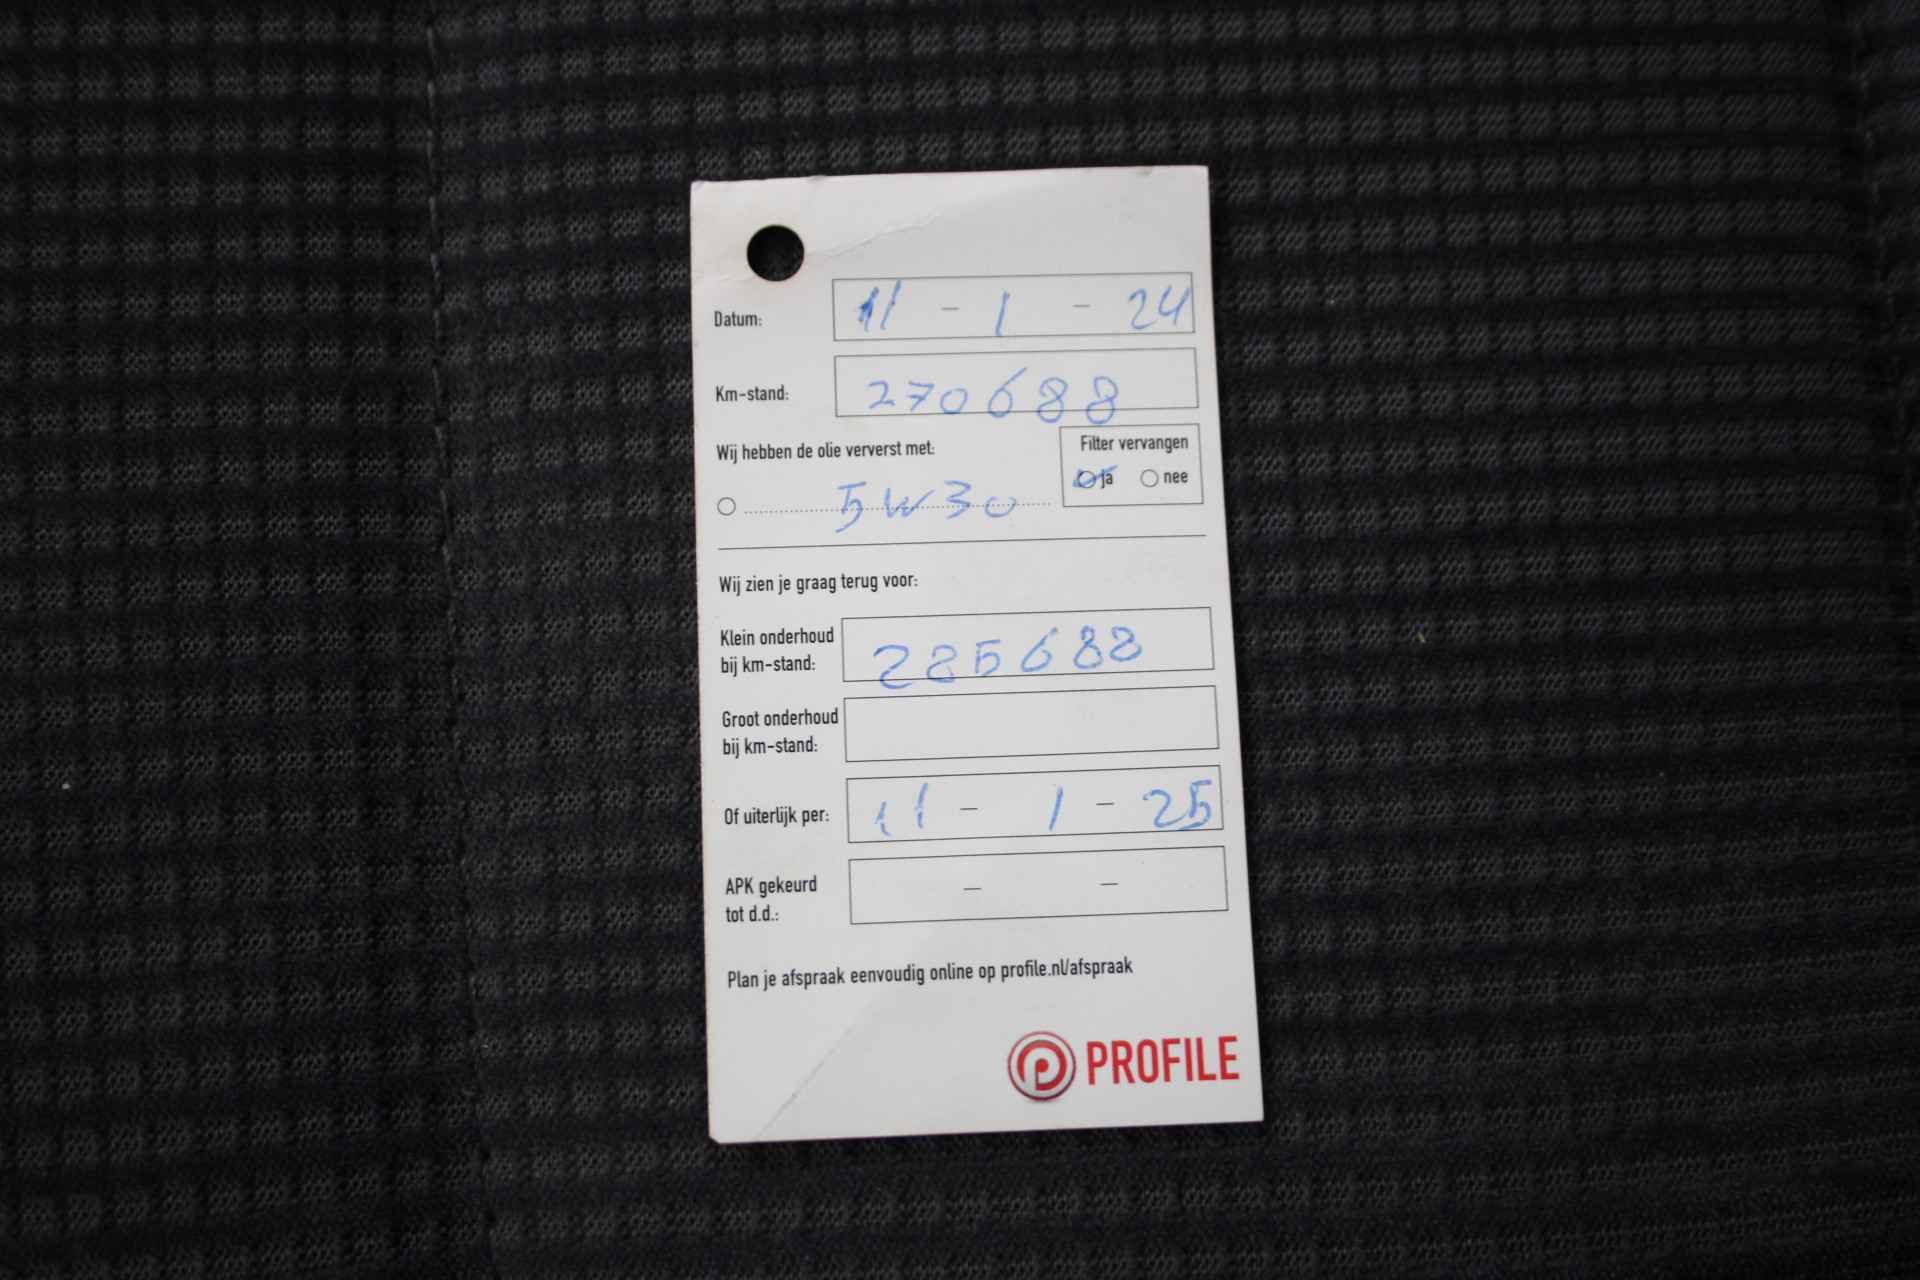 Datum: 11 - 1 - 24
Km-stand: 270688
Wij hebben de olie ververst met:
Filter vervangen
ja nee
5W30
Wij zien je graag terug voor:
Klein onderhoud
bij km-stand: 285688
Groot onderhoud
bij km-stand:
Of uiterlijk per: 11 - 1 - 25
APK gekeurd
tot d.d.: - -
Plan je afspraak eenvoudig online op profile.nl/afspraak
PROFILE